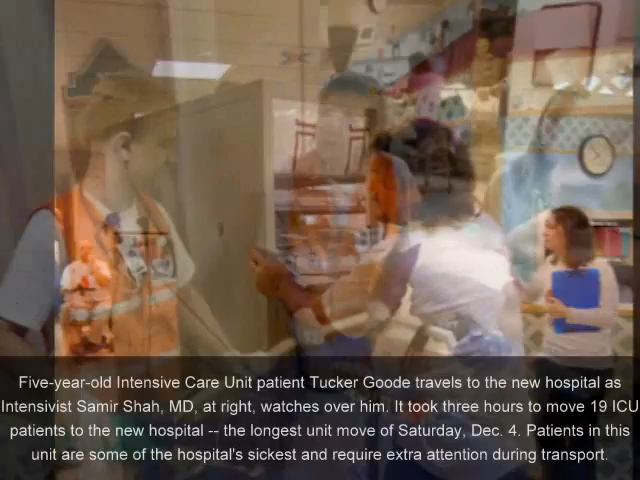 Five-year-old Intensive Care Unit patient Tucker Goode travels to the new hospital as
Intensivist Samir Shah, MD, at right, watches over him. It took three hours to move 19 ICU
patients to the new hospital -- the longest unit move of Saturday, Dec. 4. Patients in this
unit are some of the hospital's sickest and require extra attention during transport.